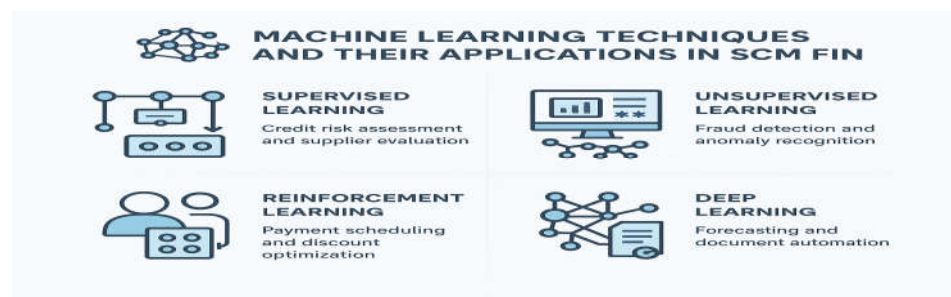 MACHINE LEARNING TECHNIQUES
AND THEIR APPLICATIONS IN SCM FIN
SUPERVISED
LEARNING
Credit risk assessment
and supplier evaluation
UNSUPERVISED
LEARNING
Fraud detection and
anomaly recognition
REINFORCEMENT
LEARNING
Payment scheduling
and discount
optimization
DEEP
LEARNING
Forecasting and
document automation